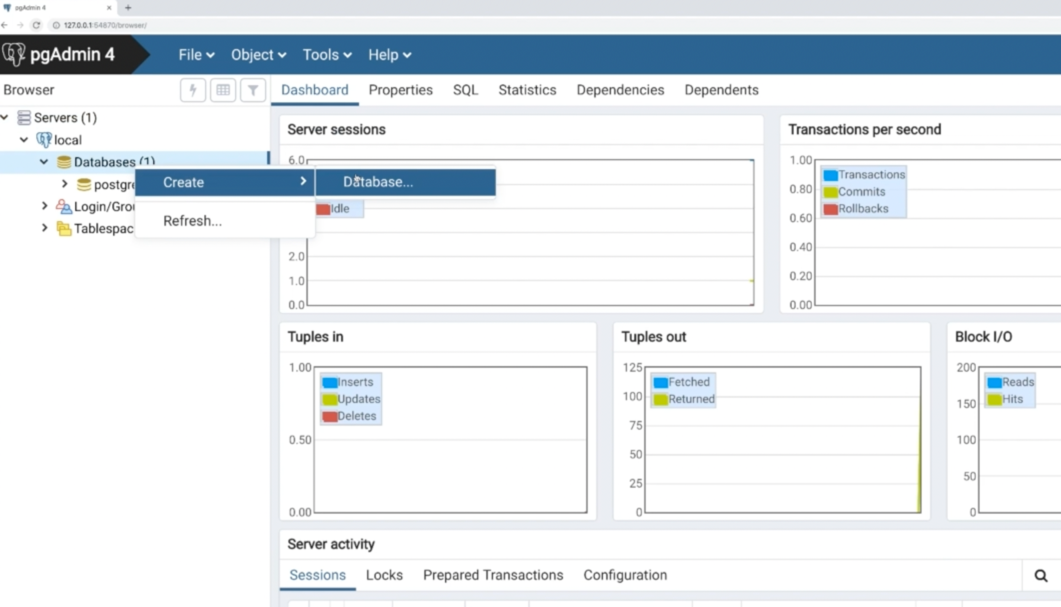 pgAdmin 4
127.0.0.1:54670/browser/
pgAdmin 4 File Object Tools Help
Browser
Dashboard Properties SQL Statistics Dependencies Dependents
Servers (1)
local
Databases (1)
Login/Grou
Tablespac
Create
Database...
Refresh...
Server sessions
6.0
Idle
2.0
1.0
0.0
Transactions per second
1.00
0.80
0.60
0.40
0.20
0.00
Transactions
Commits
Rollbacks
Tuples in
1.00
0.50
0.00
Inserts
Updates
Deletes
Tuples out
125
100
75
50
25
0
Fetched
Returned
Block I/O
200
150
100
50
0
Reads
Hits
Server activity
Sessions Locks Prepared Transactions Configuration